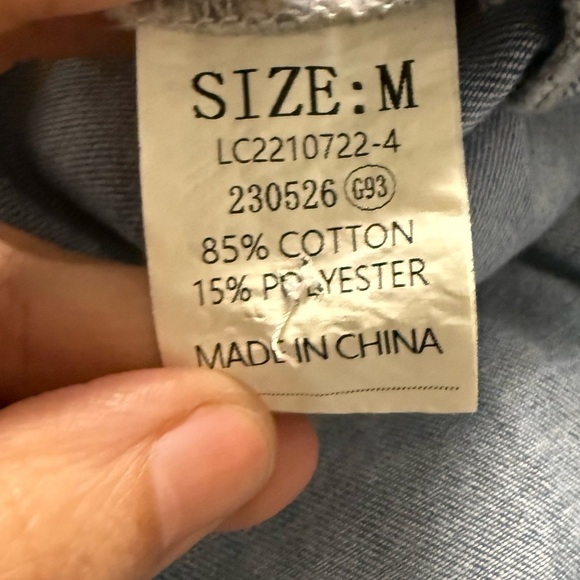 SIZE:M
LC2210722-4
230526 G93
85% COTTON
15% POLYESTER
MADE IN CHINA